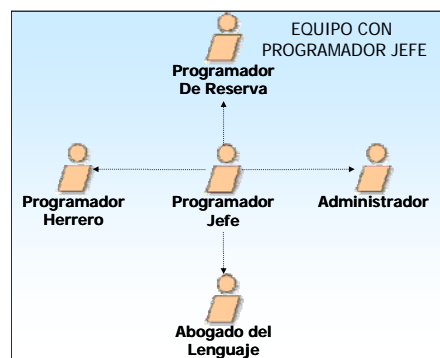 EQUIPO CON
PROGRAMADOR JEFE
Programador
De Reserva
Programador
Herrero
Programador
Jefe
Administrador
Abogado del
Lenguaje